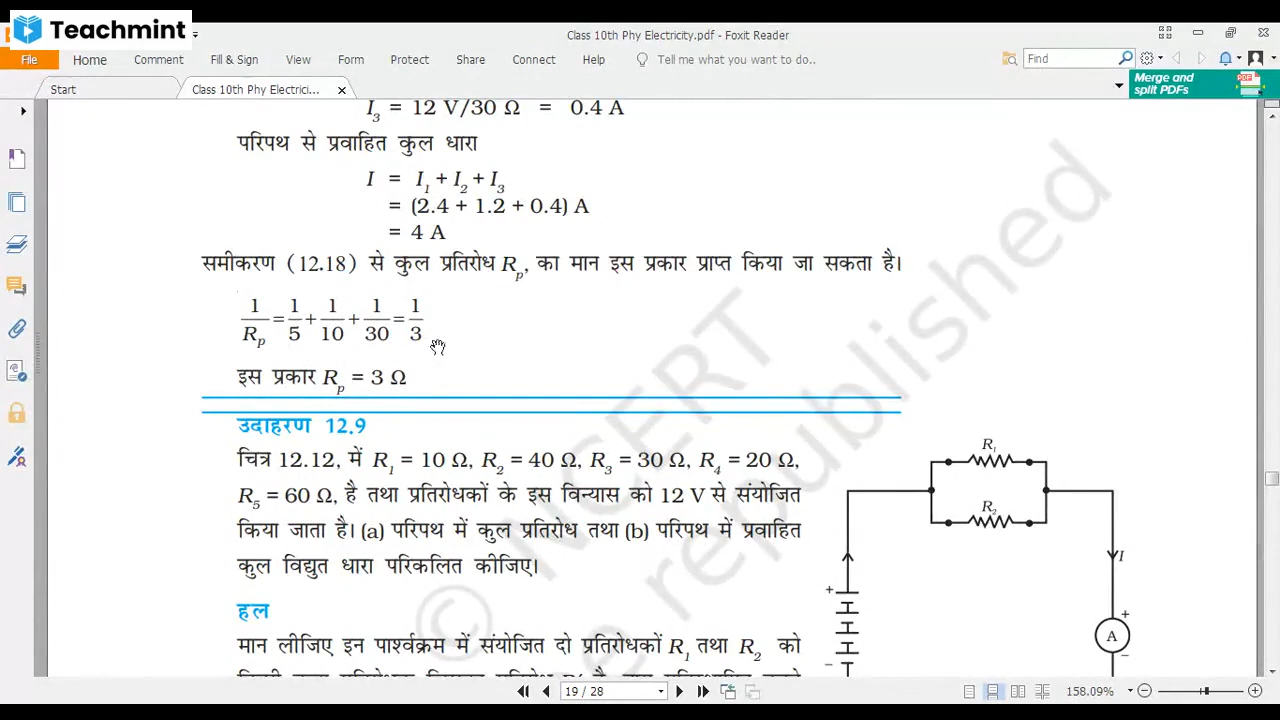 Teachmint
Class 10th Phy Electricity.pdf - Foxit Reader
File Home Comment Fill & Sign View Form Protect Share Connect Help Tell me what you want to do.. Find
Start Class 10th Phy Electrici...
Merge and
split PDFs
I₃ = 12 V/30 Ω = 0.4 A
परिपथ से प्रवाहित कुल धारा
I = I₁ + I₂ + I₃
= (2.4 + 1.2 + 0.4) A
= 4 A
समीकरण (12.18) से कुल प्रतिरोध Rₚ, का मान इस प्रकार प्राप्त किया जा सकता है।
1/Rₚ = 1/5 + 1/10 + 1/30 = 1/3
इस प्रकार Rₚ = 3 Ω
उदाहरण 12.9
चित्र 12.12, में R₁ = 10 Ω, R₂ = 40 Ω, R₃ = 30 Ω, R₄ = 20 Ω,
R₅ = 60 Ω, है तथा प्रतिरोधकों के इस विन्यास को 12 V से संयोजित
किया जाता है। (a) परिपथ में कुल प्रतिरोध तथा (b) परिपथ में प्रवाहित
कुल विद्युत धारा परिकलित कीजिए।
हल
मान लीजिए इन पार्श्वक्रम में संयोजित दो प्रतिरोधकों R₁ तथा R₂ को
R₁
R₂
I
+
A
–
+
–
© NCERT
be republished
19 / 28
158.09%